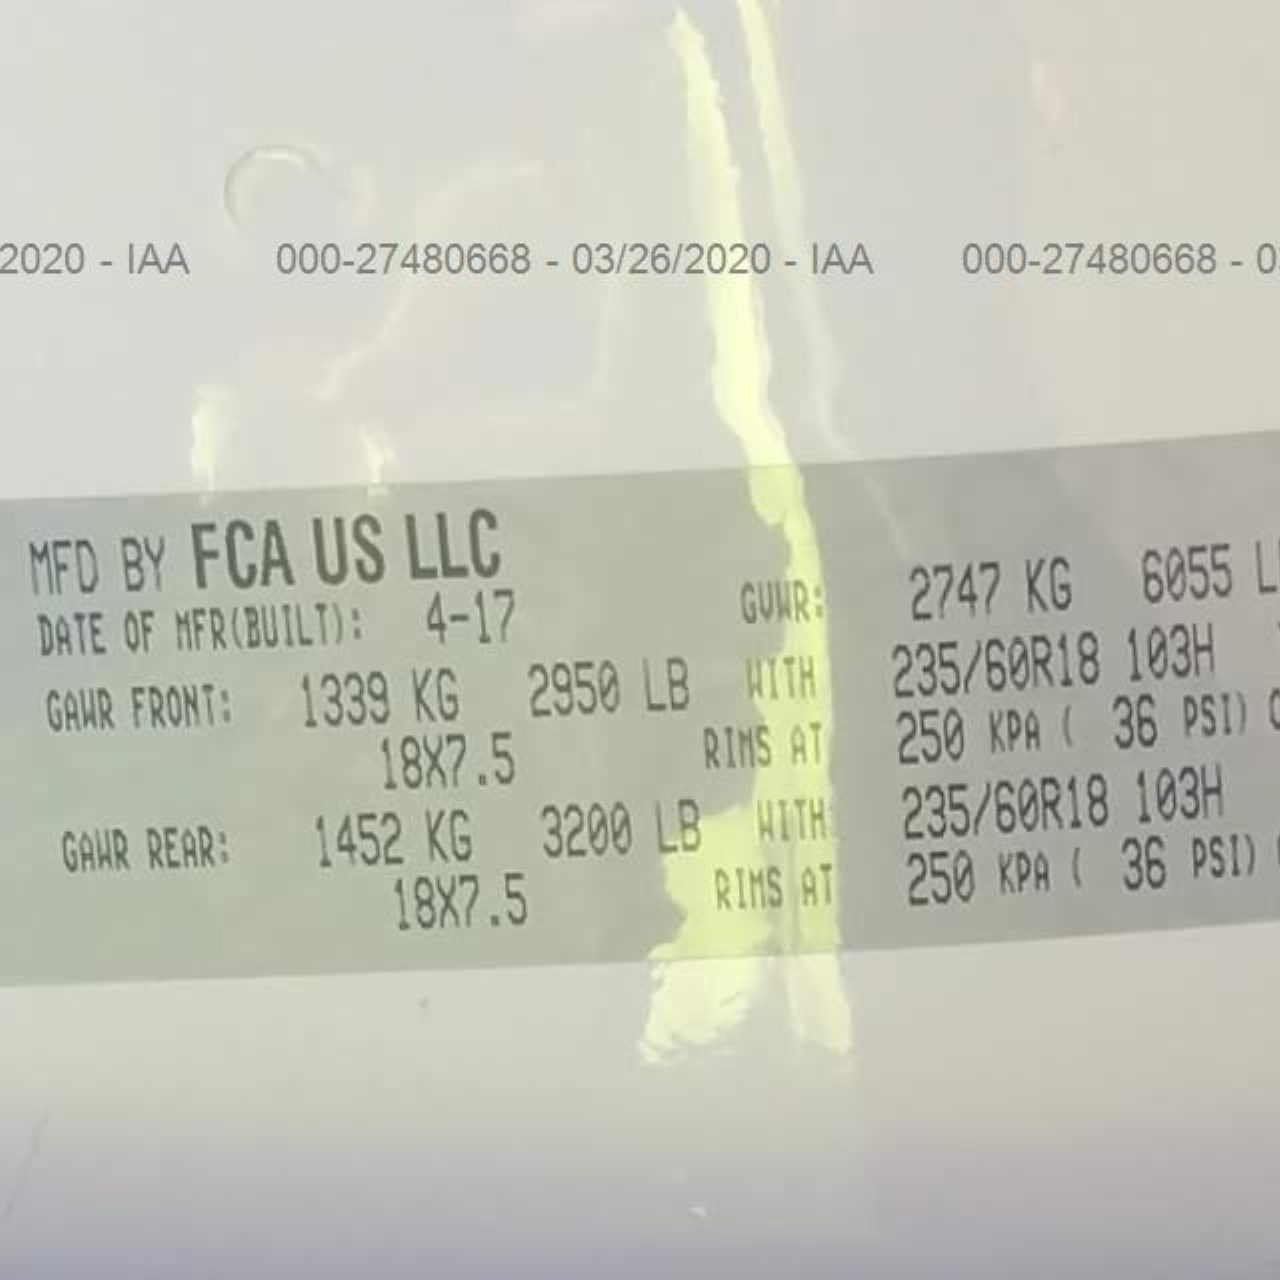 2020 - IAA 000-27480668 - 03/26/2020 - IAA 000-27480668 - 0
MFD BY FCA US LLC
DATE OF MFR(BUILT): 4-17 GVWR: 2747 KG 6055 L
GAWR FRONT: 1339 KG 2950 LB WITH 235/60R18 103H
18X7.5 RIMS AT 250 KPA ( 36 PSI)
GAWR REAR: 1452 KG 3200 LB WITH 235/60R18 103H
18X7.5 RIMS AT 250 KPA ( 36 PSI)